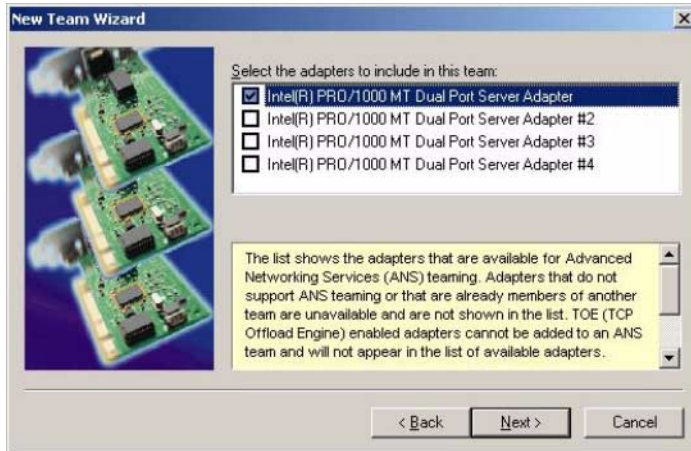 New Team Wizard
Select the adapters to include in this team:
Intel(R) PRO/1000 MT Dual Port Server Adapter
Intel(R) PRO/1000 MT Dual Port Server Adapter #2
Intel(R) PRO/1000 MT Dual Port Server Adapter #3
Intel(R) PRO/1000 MT Dual Port Server Adapter #4
The list shows the adapters that are available for Advanced
Networking Services (ANS) teaming. Adapters that do not
support ANS teaming or that are already members of another
team are unavailable and are not shown in the list. TOE (TCP
Offload Engine) enabled adapters cannot be added to an ANS
team and will not appear in the list of available adapters.
< Back
Next >
Cancel